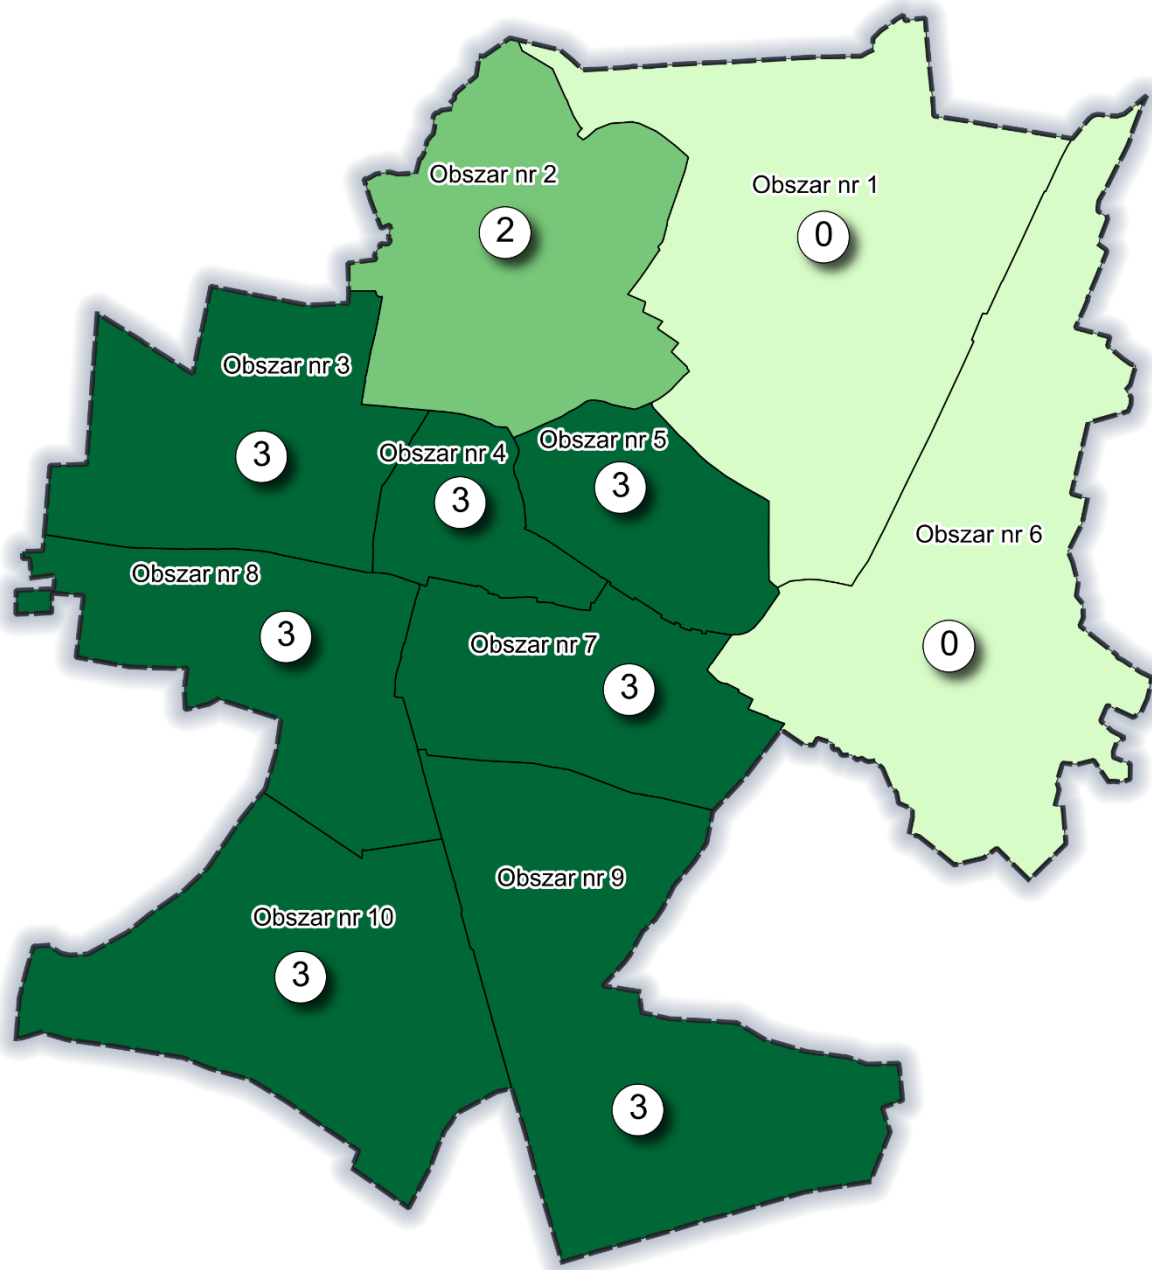 Obszar nr 2
2
Obszar nr 1
0
Obszar nr 3
3
Obszar nr 4
3
Obszar nr 5
3
Obszar nr 6
0
Obszar nr 8
3
Obszar nr 7
3
Obszar nr 9
3
Obszar nr 10
3